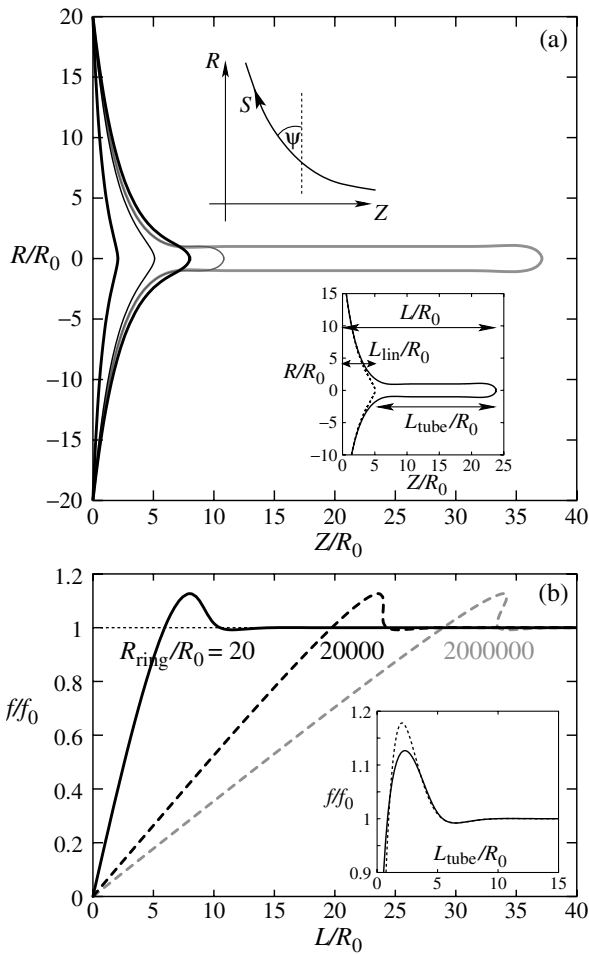 (a)
20
15
10
5
R/R0 0
−5
−10
−15
−20
0 5 10 15 20 25 30 35 40
Z/R0
R
S
ψ
Z
15
10
5
R/R0 0
−5
−10
L/R0
Llin/R0
Ltube/R0
0 5 10 15 20 25
Z/R0
(b)
1.2
1
0.8
f/f0 0.6
0.4
0.2
0
Rring/R0 = 20 20000 2000000
1.2
1.1
f/f0
1
0.9
Ltube/R0
0 5 10 15
0 5 10 15 20 25 30 35 40
L/R0